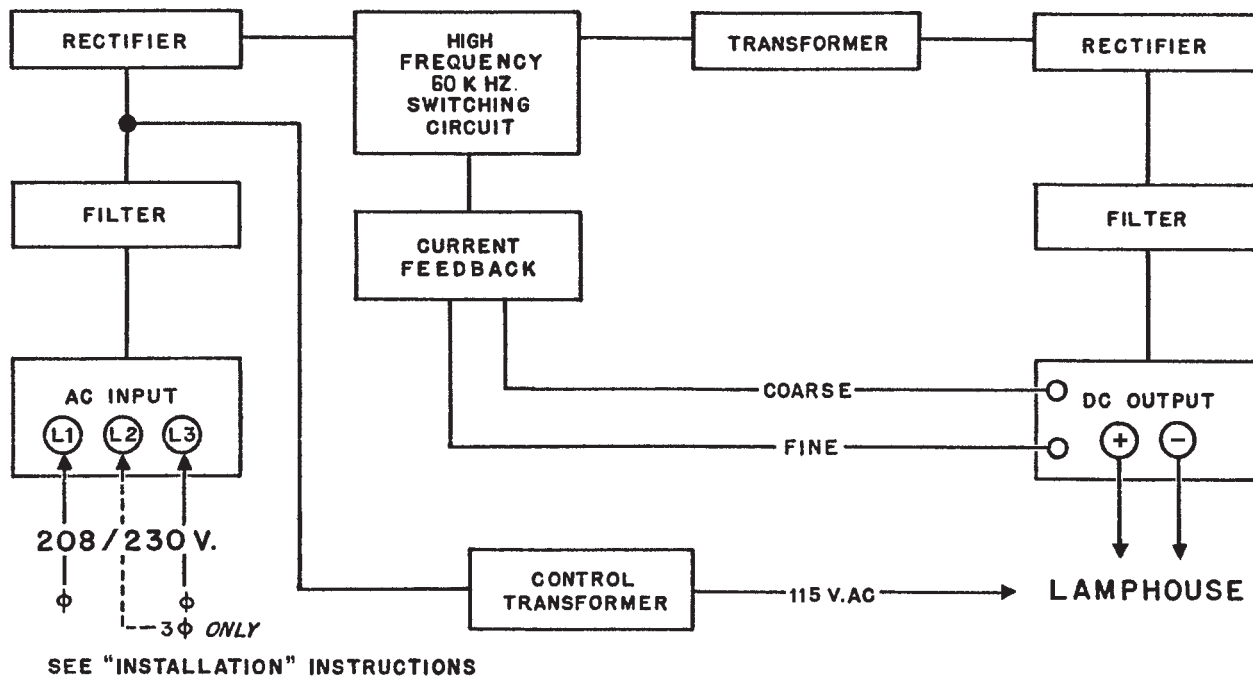 RECTIFIER
HIGH
FREQUENCY
60 K HZ.
SWITCHING
CIRCUIT
TRANSFORMER
RECTIFIER
FILTER
CURRENT
FEEDBACK
FILTER
AC INPUT
L1 L2 L3
COARSE
FINE
DC OUTPUT
+ −
208/230 V.
ϕ ϕ
3ϕ ONLY
CONTROL
TRANSFORMER
115 V. AC
LAMPHOUSE
SEE "INSTALLATION" INSTRUCTIONS